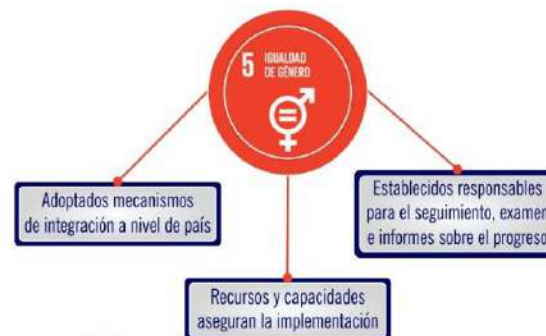 5 IGUALDAD
DE GÉNERO
Adoptados mecanismos
de integración a nivel de país
Establecidos responsables
para el seguimiento, examen
e informes sobre el progreso
Recursos y capacidades
aseguran la implementación